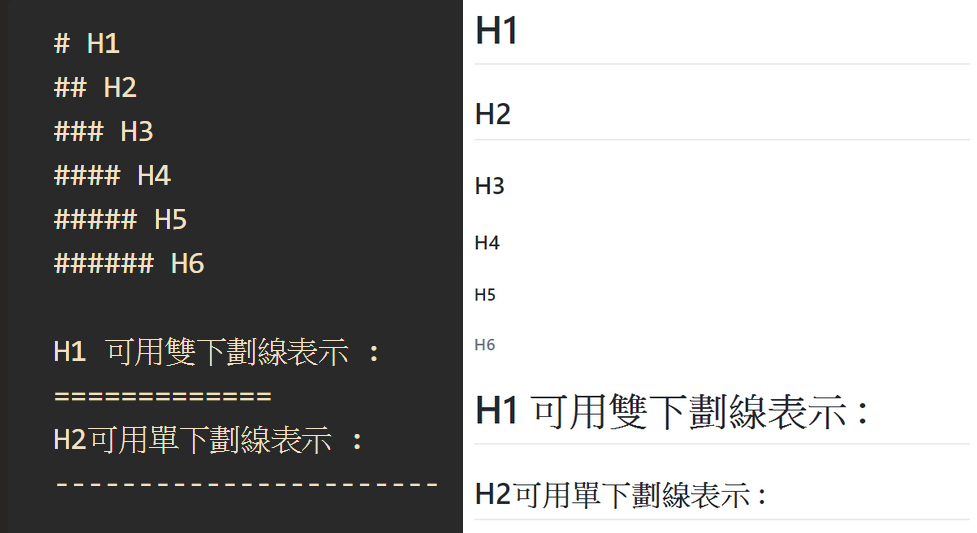 # H1
## H2
### H3
#### H4
##### H5
###### H6
H1 可用雙下劃線表示 :
=============
H2可用單下劃線表示 :
-----------------------
H1
H2
H3
H4
H5
H6
H1 可用雙下劃線表示 :
H2可用單下劃線表示 :